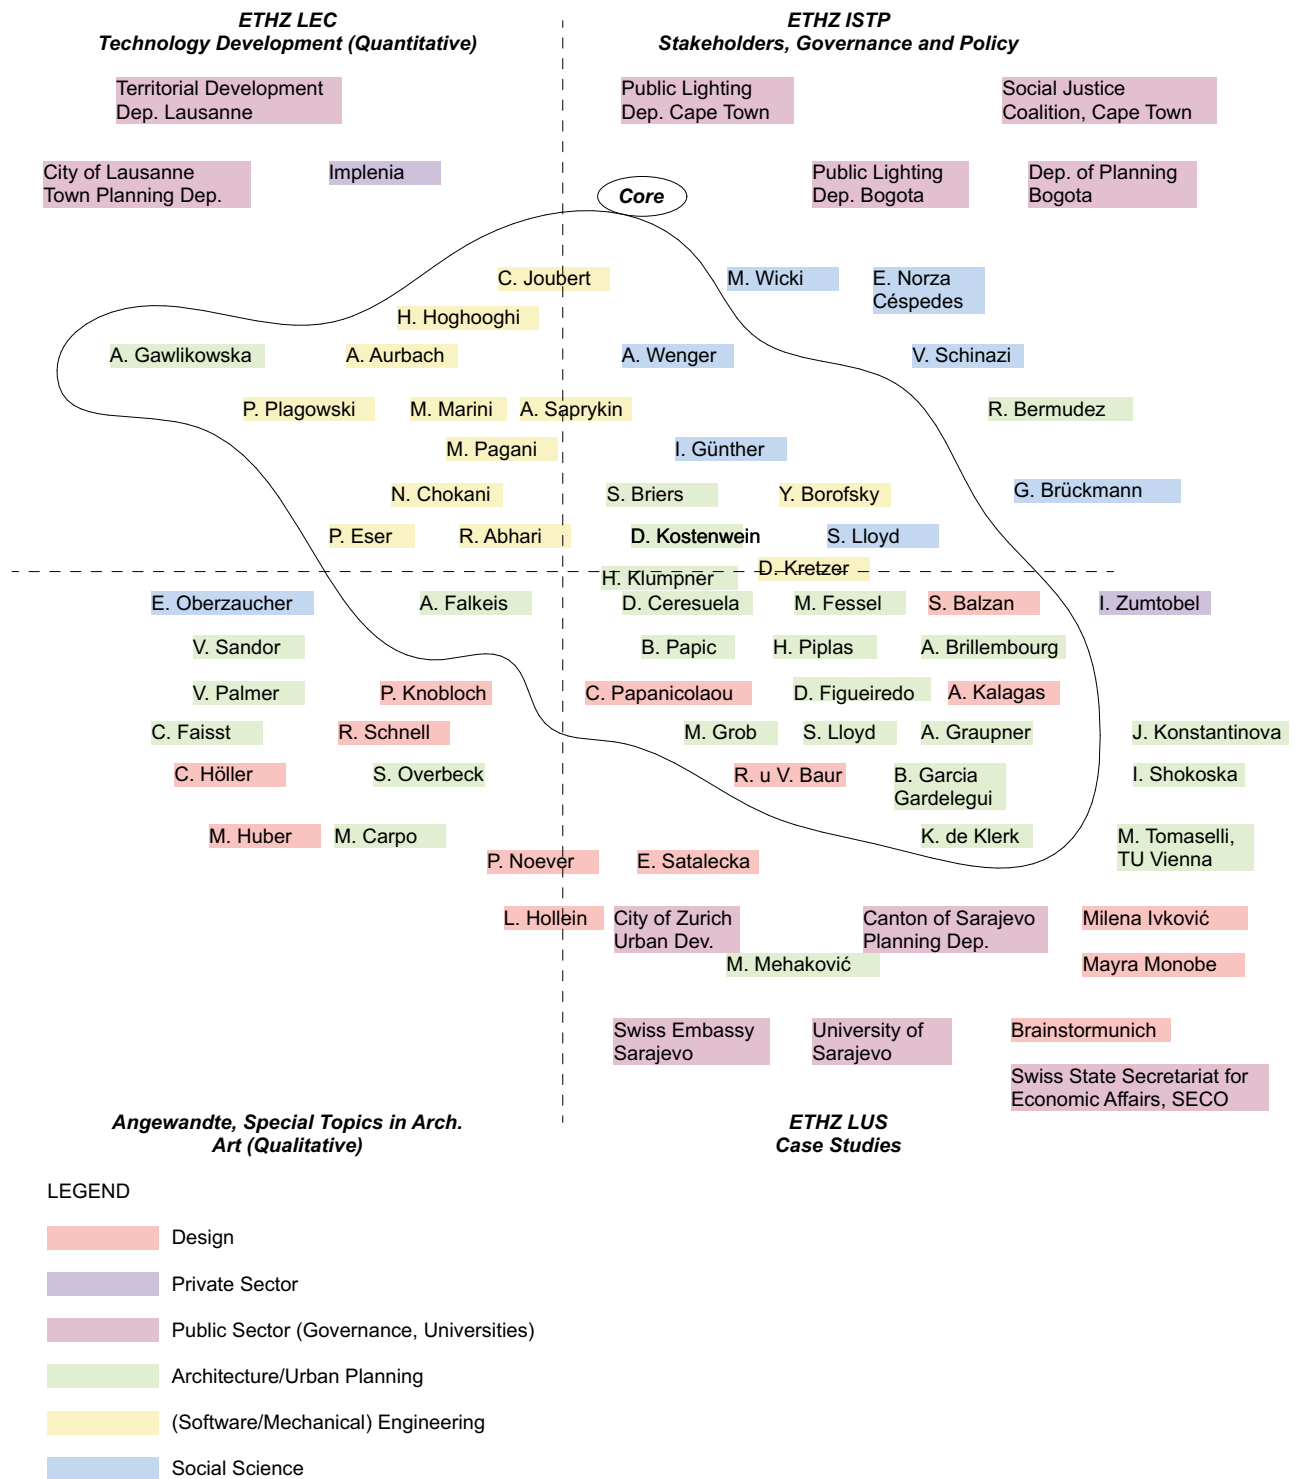 ETHZ LEC
Technology Development (Quantitative)
ETHZ ISTP
Stakeholders, Governance and Policy
Territorial Development
Dep. Lausanne
Public Lighting
Dep. Cape Town
Social Justice
Coalition, Cape Town
City of Lausanne
Town Planning Dep.
Implenia
Public Lighting
Dep. Bogota
Dep. of Planning
Bogota
Core
C. Joubert
M. Wicki
E. Norza
Céspedes
H. Hoghooghi
A. Gawlikowska
A. Aurbach
A. Wenger
V. Schinazi
P. Plagowski
M. Marini
A. Saprykin
R. Bermudez
M. Pagani
I. Günther
N. Chokani
S. Briers
Y. Borofsky
G. Brückmann
P. Eser
R. Abhari
D. Kostenwein
S. Lloyd
H. Klumpner
D. Kretzer
E. Oberzaucher
A. Falkeis
D. Ceresuela
M. Fessel
S. Balzan
I. Zumtobel
V. Sandor
B. Papic
H. Piplas
A. Brillembourg
V. Palmer
P. Knobloch
C. Papanicolaou
D. Figueiredo
A. Kalagas
C. Faisst
R. Schnell
M. Grob
S. Lloyd
A. Graupner
J. Konstantinova
C. Höller
S. Overbeck
R. u V. Baur
B. Garcia
Gardelegui
I. Shokoska
M. Huber
M. Carpo
K. de Klerk
M. Tomaselli,
TU Vienna
P. Noever
E. Satalecka
L. Hollein
City of Zurich
Urban Dev.
Canton of Sarajevo
Planning Dep.
Milena Ivković
M. Mehaković
Mayra Monobe
Swiss Embassy
Sarajevo
University of
Sarajevo
Brainstormunich
Swiss State Secretariat for
Economic Affairs, SECO
Angewandte, Special Topics in Arch.
Art (Qualitative)
ETHZ LUS
Case Studies
LEGEND
Design
Private Sector
Public Sector (Governance, Universities)
Architecture/Urban Planning
(Software/Mechanical) Engineering
Social Science